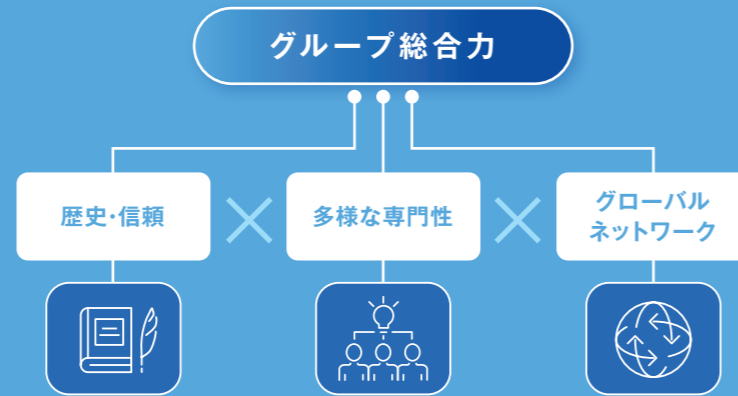 グループ総合力
歴史・信頼
多様な専門性
グローバル
ネットワーク